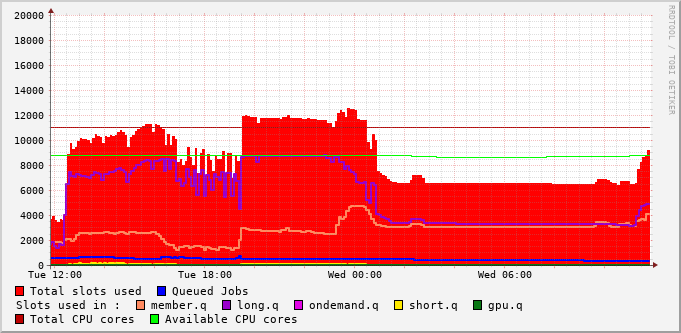 20000
18000
16000
14000
12000
10000
8000
6000
4000
2000
0
Tue 12:00 Tue 18:00 Wed 00:00 Wed 06:00
Total slots used Queued Jobs
Slots used in : member.q long.q ondemand.q short.q gpu.q
Total CPU cores Available CPU cores
RRDTOOL / TOBI OETIKER